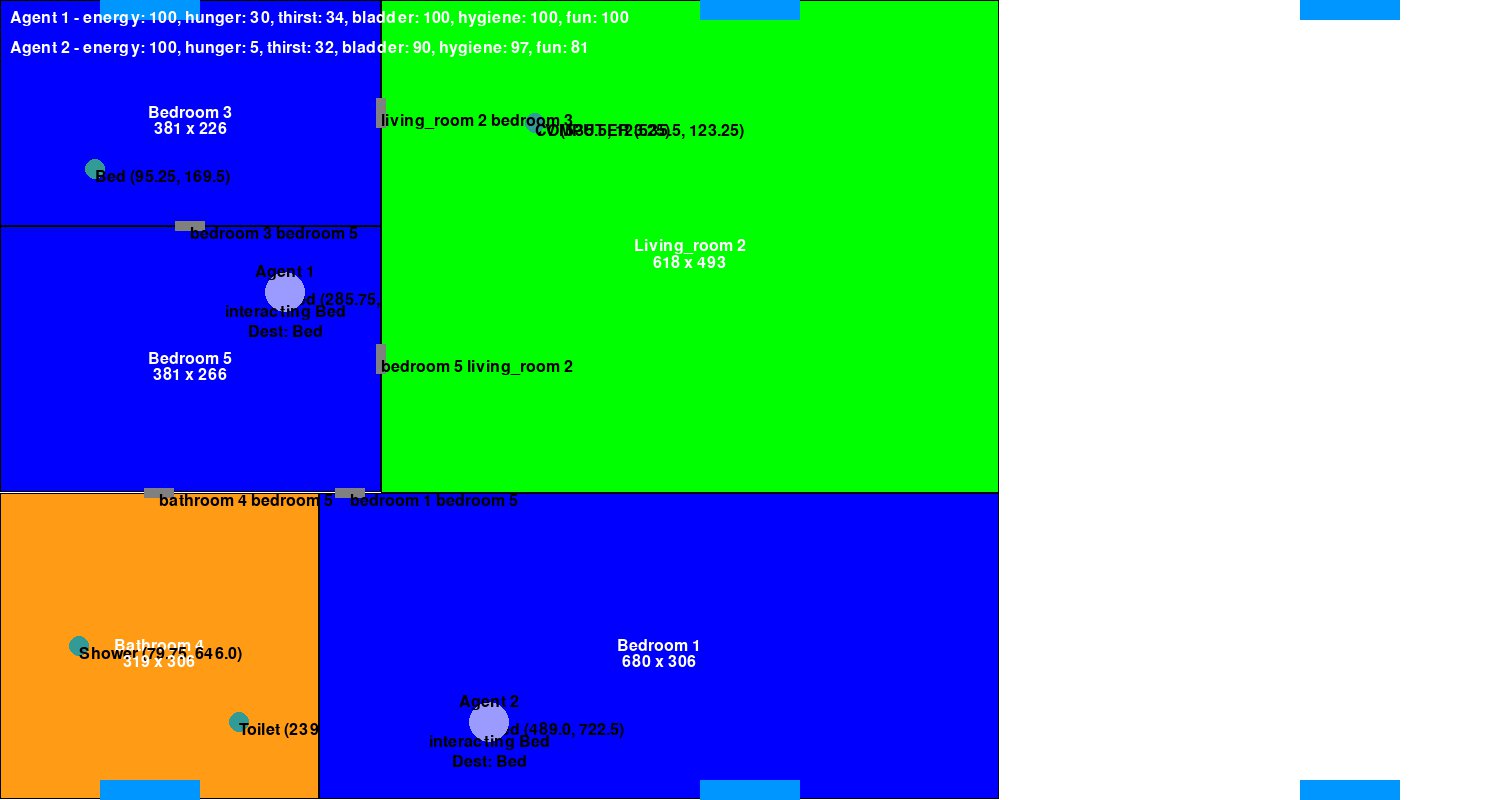 Agent 1 - energy: 100, hunger: 30, thirst: 34, bladder: 100, hygiene: 100, fun: 100
Agent 2 - energy: 100, hunger: 5, thirst: 32, bladder: 90, hygiene: 97, fun: 81
Bedroom 3
381 x 226
living_room 2 bedroom 3
123.25)
Bed (95.25, 169.5)
bedroom 3 bedroom 5
Living_room 2
618 x 493
Agent 1
(285.75,
interacting Bed
Dest: Bed
Bedroom 5
381 x 266
bedroom 5 living_room 2
bathroom 4 bedroom 5
bedroom 1 bedroom 5
Bathroom 4
319 x 306
Shower (79.75, 646.0)
Bedroom 1
680 x 306
Agent 2
Toilet (239
(489.0, 722.5)
interacting Bed
Dest: Bed